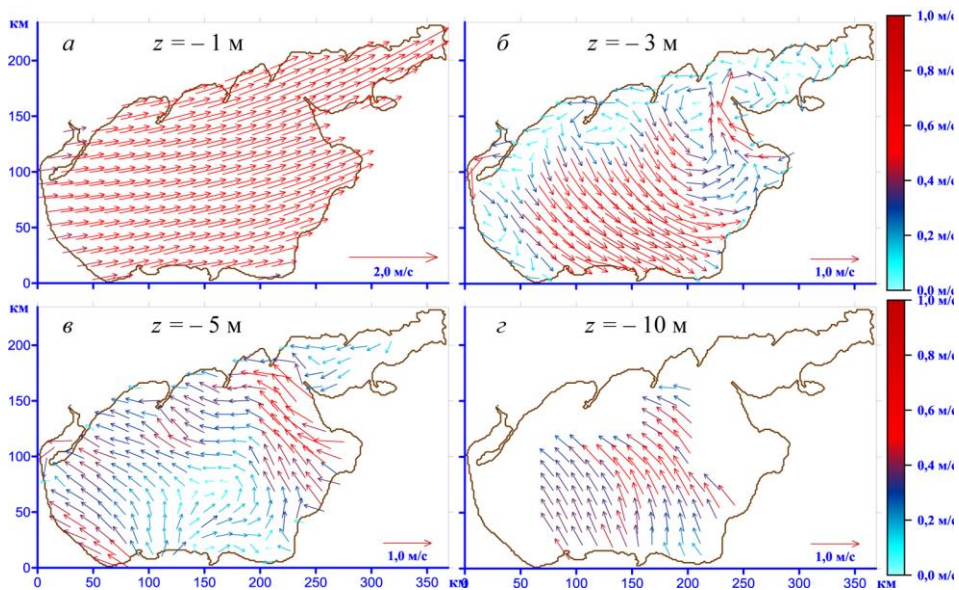 км
200
150
100
50
0
а z = – 1 м
2,0 м/с
б z = – 3 м
1,0 м/с
1,0 м/с
0,8 м/с
0,6 м/с
0,4 м/с
0,2 м/с
0,0 м/с
км
200
150
100
50
0
0 50 100 150 200 250 300 350 км
в z = – 5 м
1,0 м/с
г z = – 10 м
1,0 м/с
0 50 100 150 200 250 300 350 км
1,0 м/с
0,8 м/с
0,6 м/с
0,4 м/с
0,2 м/с
0,0 м/с